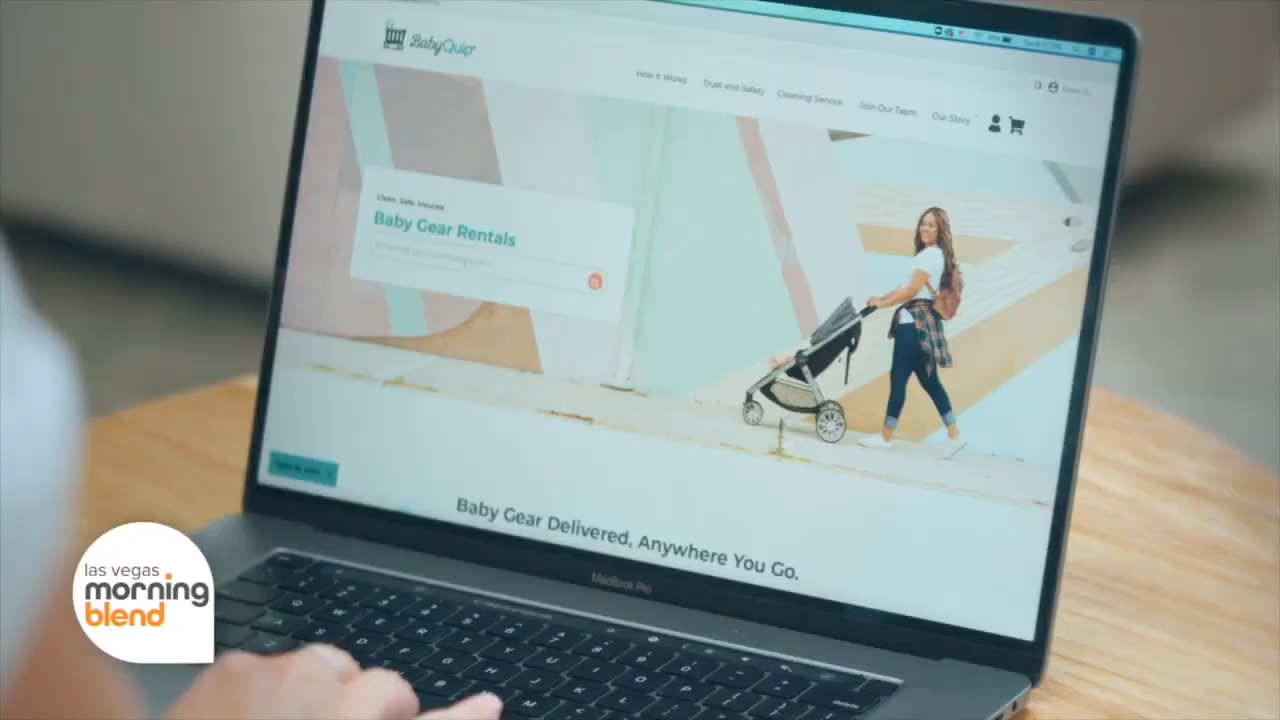 BabyQuip
How It Works
Trust and Safety
Cleaning Service
Join Our Team
Our Story
Clean. Safe. Insured.
Baby Gear Rentals
Baby Gear Delivered, Anywhere You Go.
MacBook Pro
las vegas
morning
blend
delete